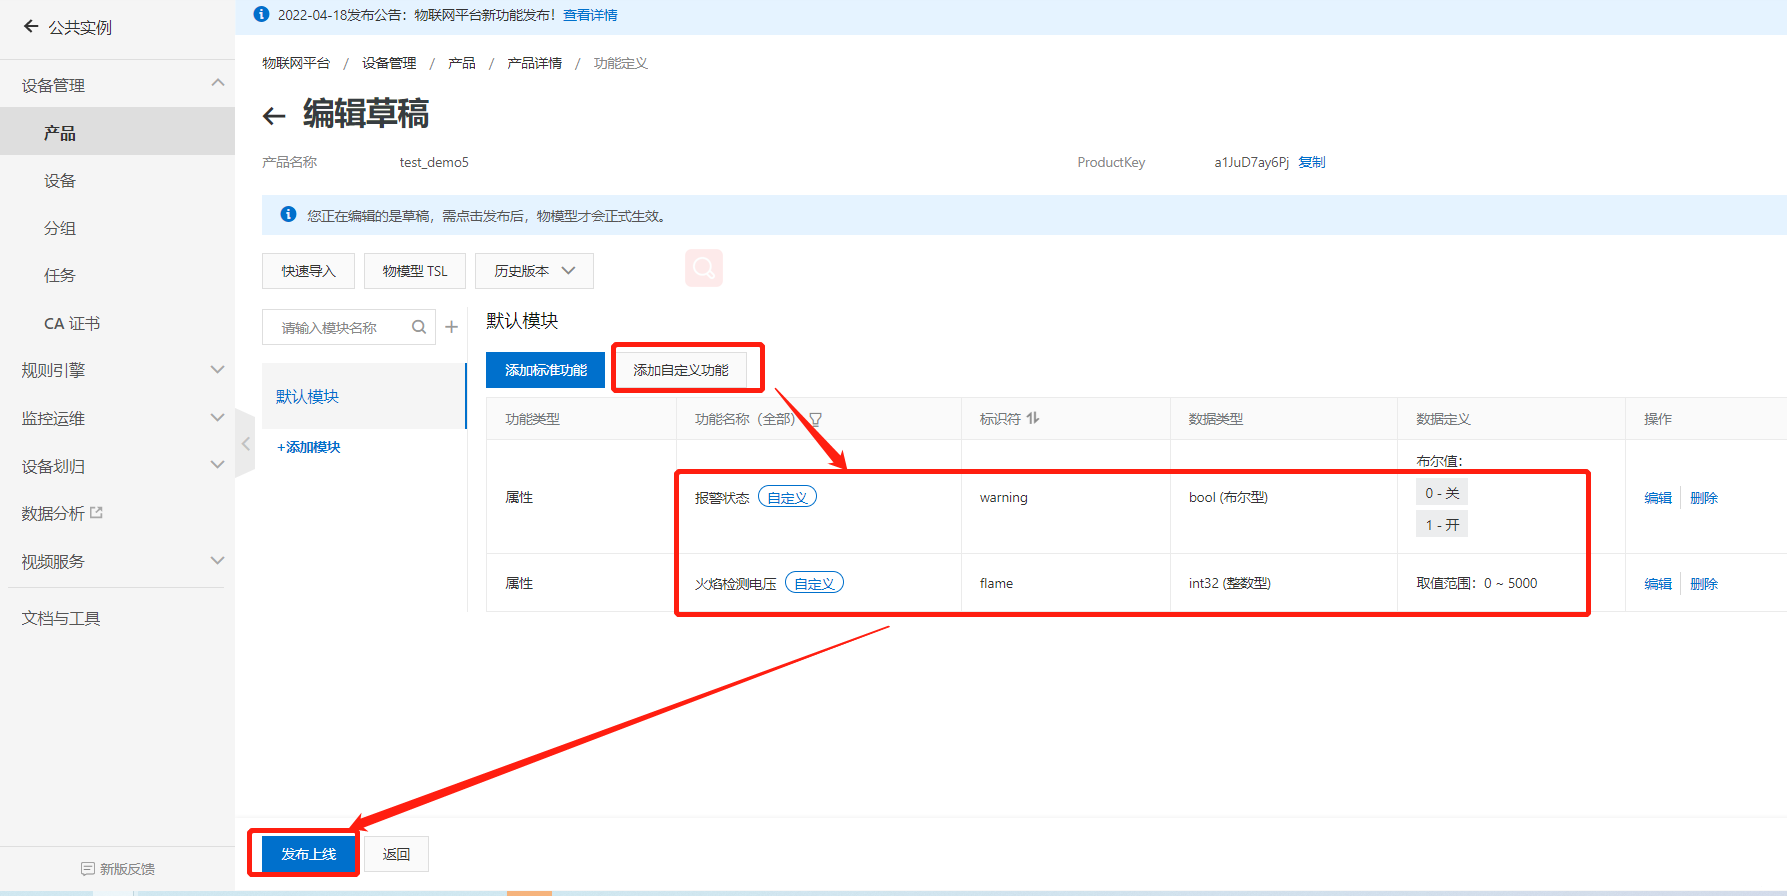 公共实例
2022-04-18发布公告：物联网平台新功能发布！查看详情
设备管理
产品
设备
分组
任务
CA 证书
规则引擎
监控运维
设备划归
数据分析
视频服务
文档与工具
新版反馈
物联网平台 / 设备管理 / 产品 / 产品详情 / 功能定义
编辑草稿
产品名称 test_demo5 ProductKey a1JuD7ay6Pj 复制
您正在编辑的是草稿，需点击发布后，物模型才会正式生效。
快速导入 物模型 TSL 历史版本
请输入模块名称
默认模块
+添加模块
默认模块
添加标准功能 添加自定义功能
功能类型 功能名称（全部） 标识符 数据类型 数据定义 操作
属性 报警状态 自定义 warning bool (布尔型) 布尔值： 编辑 删除
0 - 关
1 - 开
属性 火焰检测电压 自定义 flame int32 (整数型) 取值范围：0 ~ 5000 编辑 删除
发布上线 返回